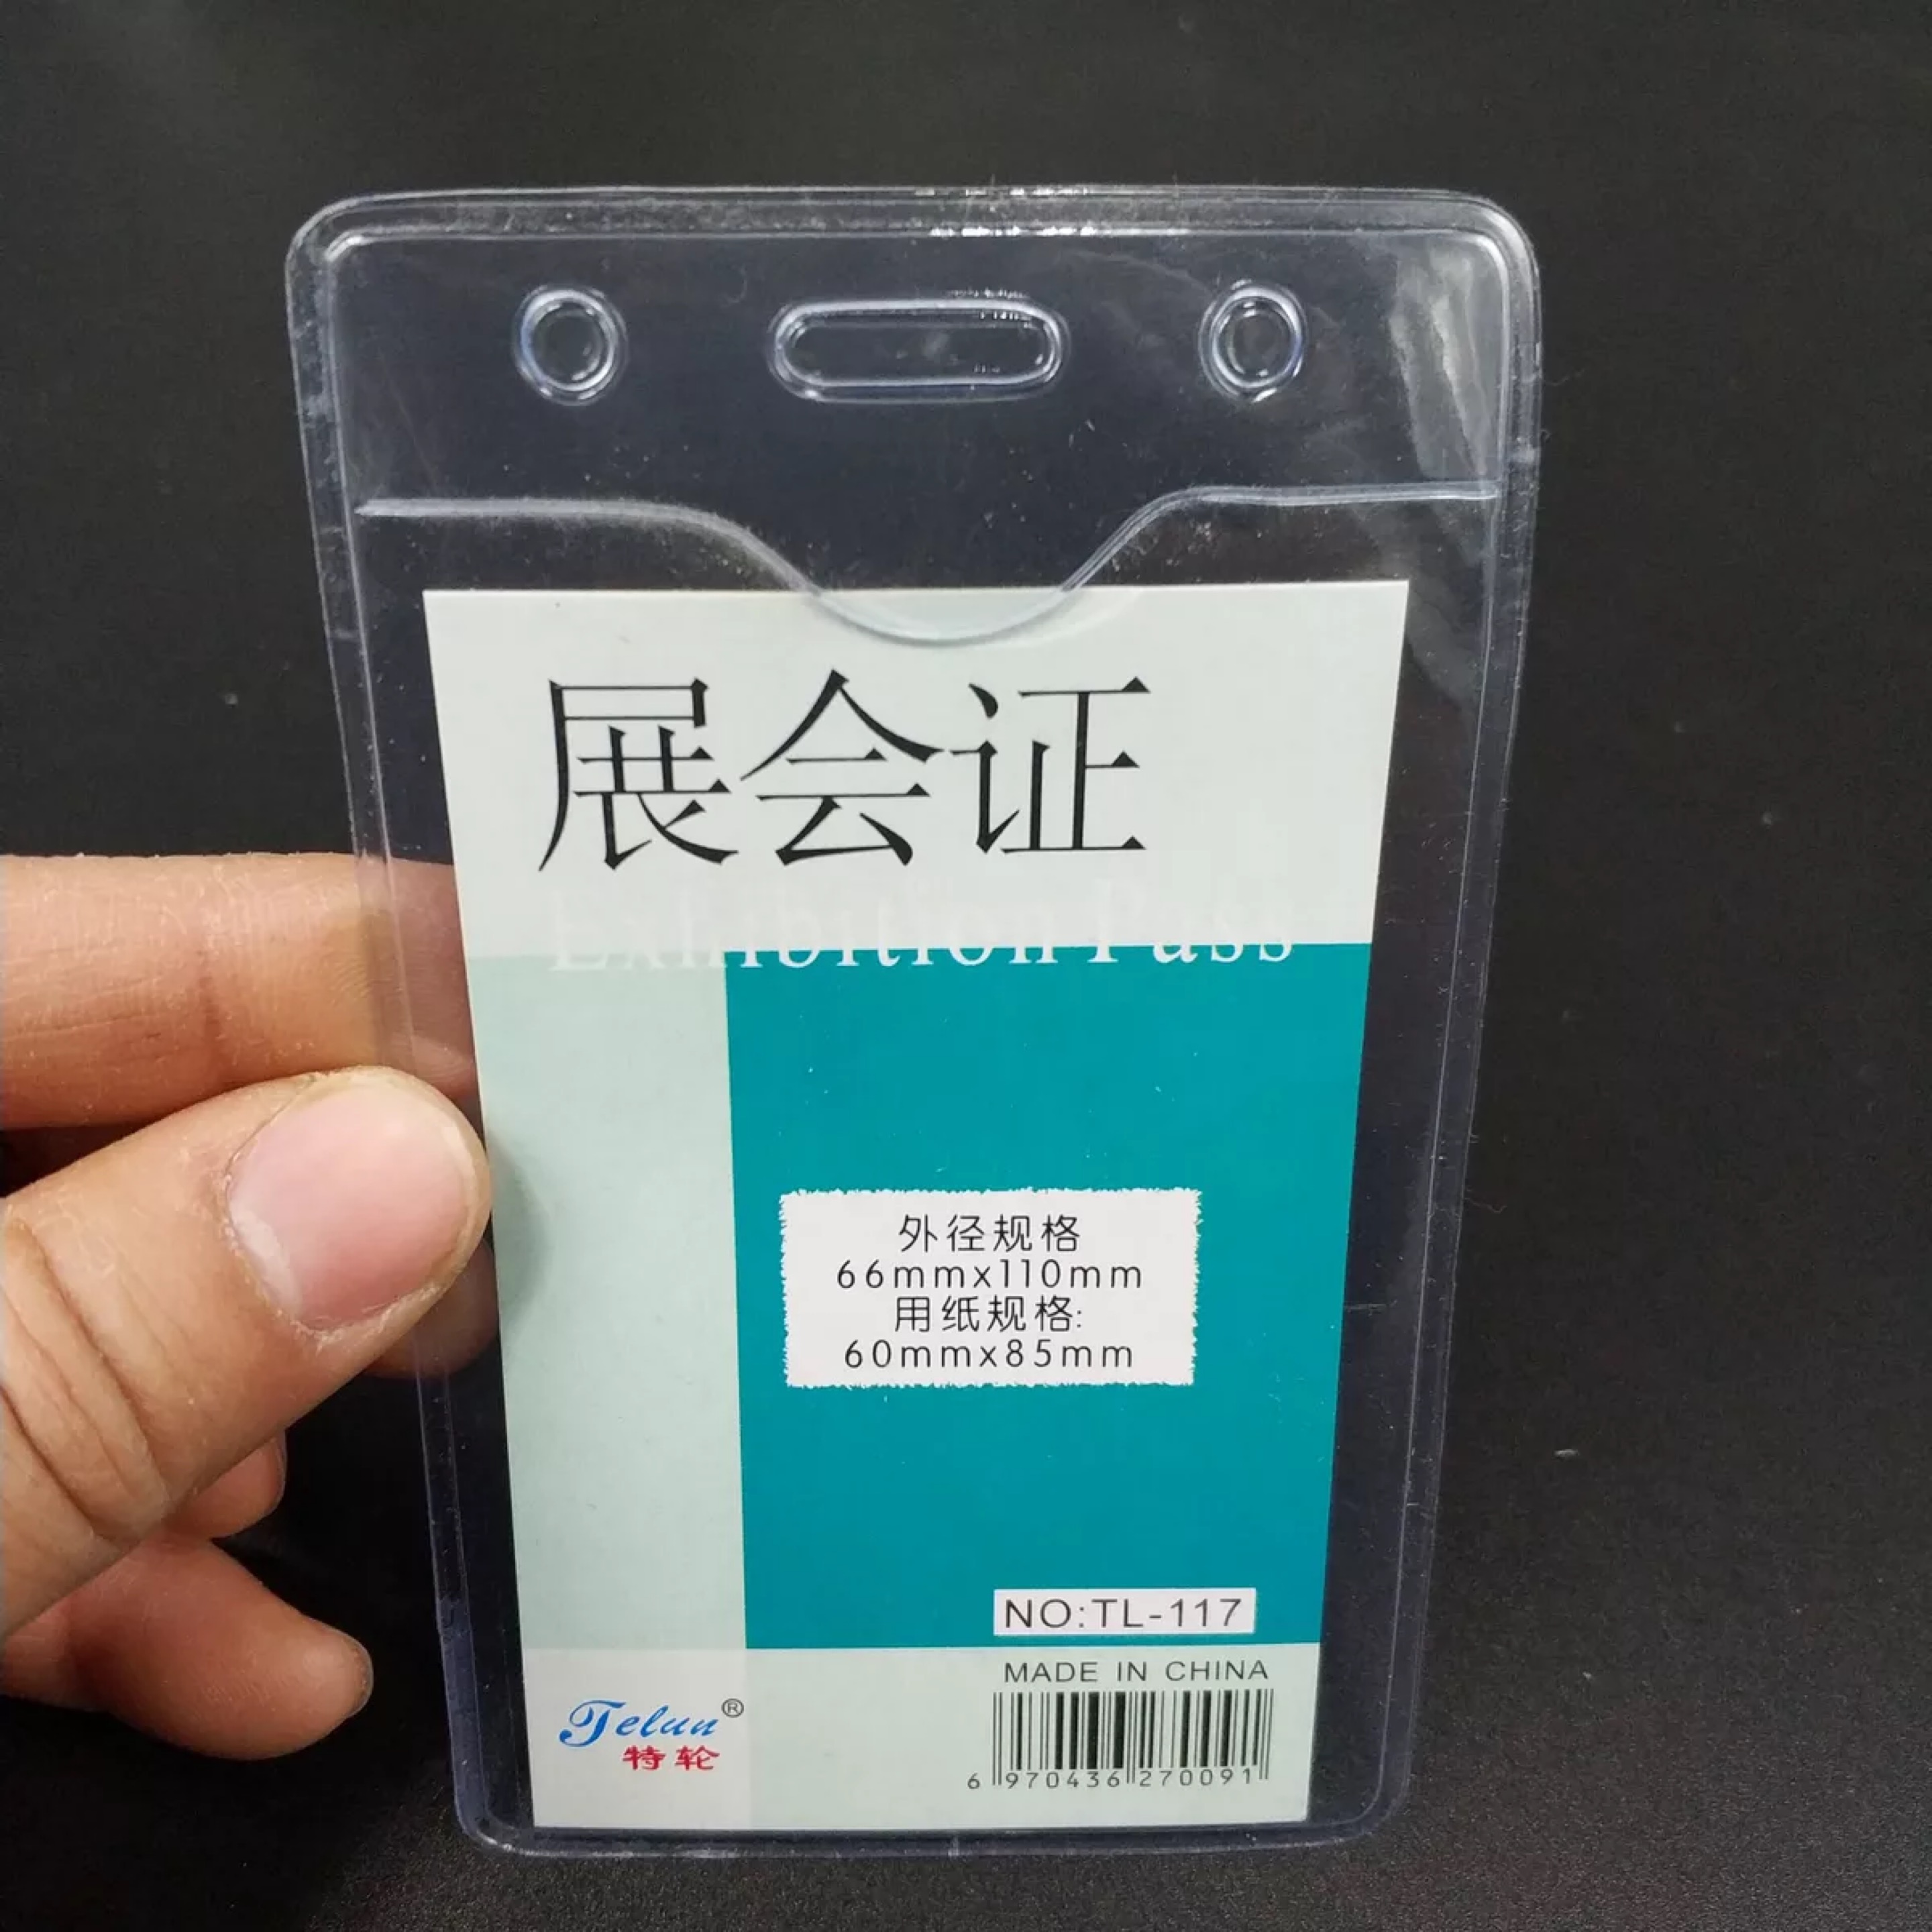 展会证
Exhibition Pass
外径规格
66mmx110mm
用纸规格:
60mmx85mm
NO:TL-117
MADE IN CHINA
6 970436 270091
Telun®
特轮